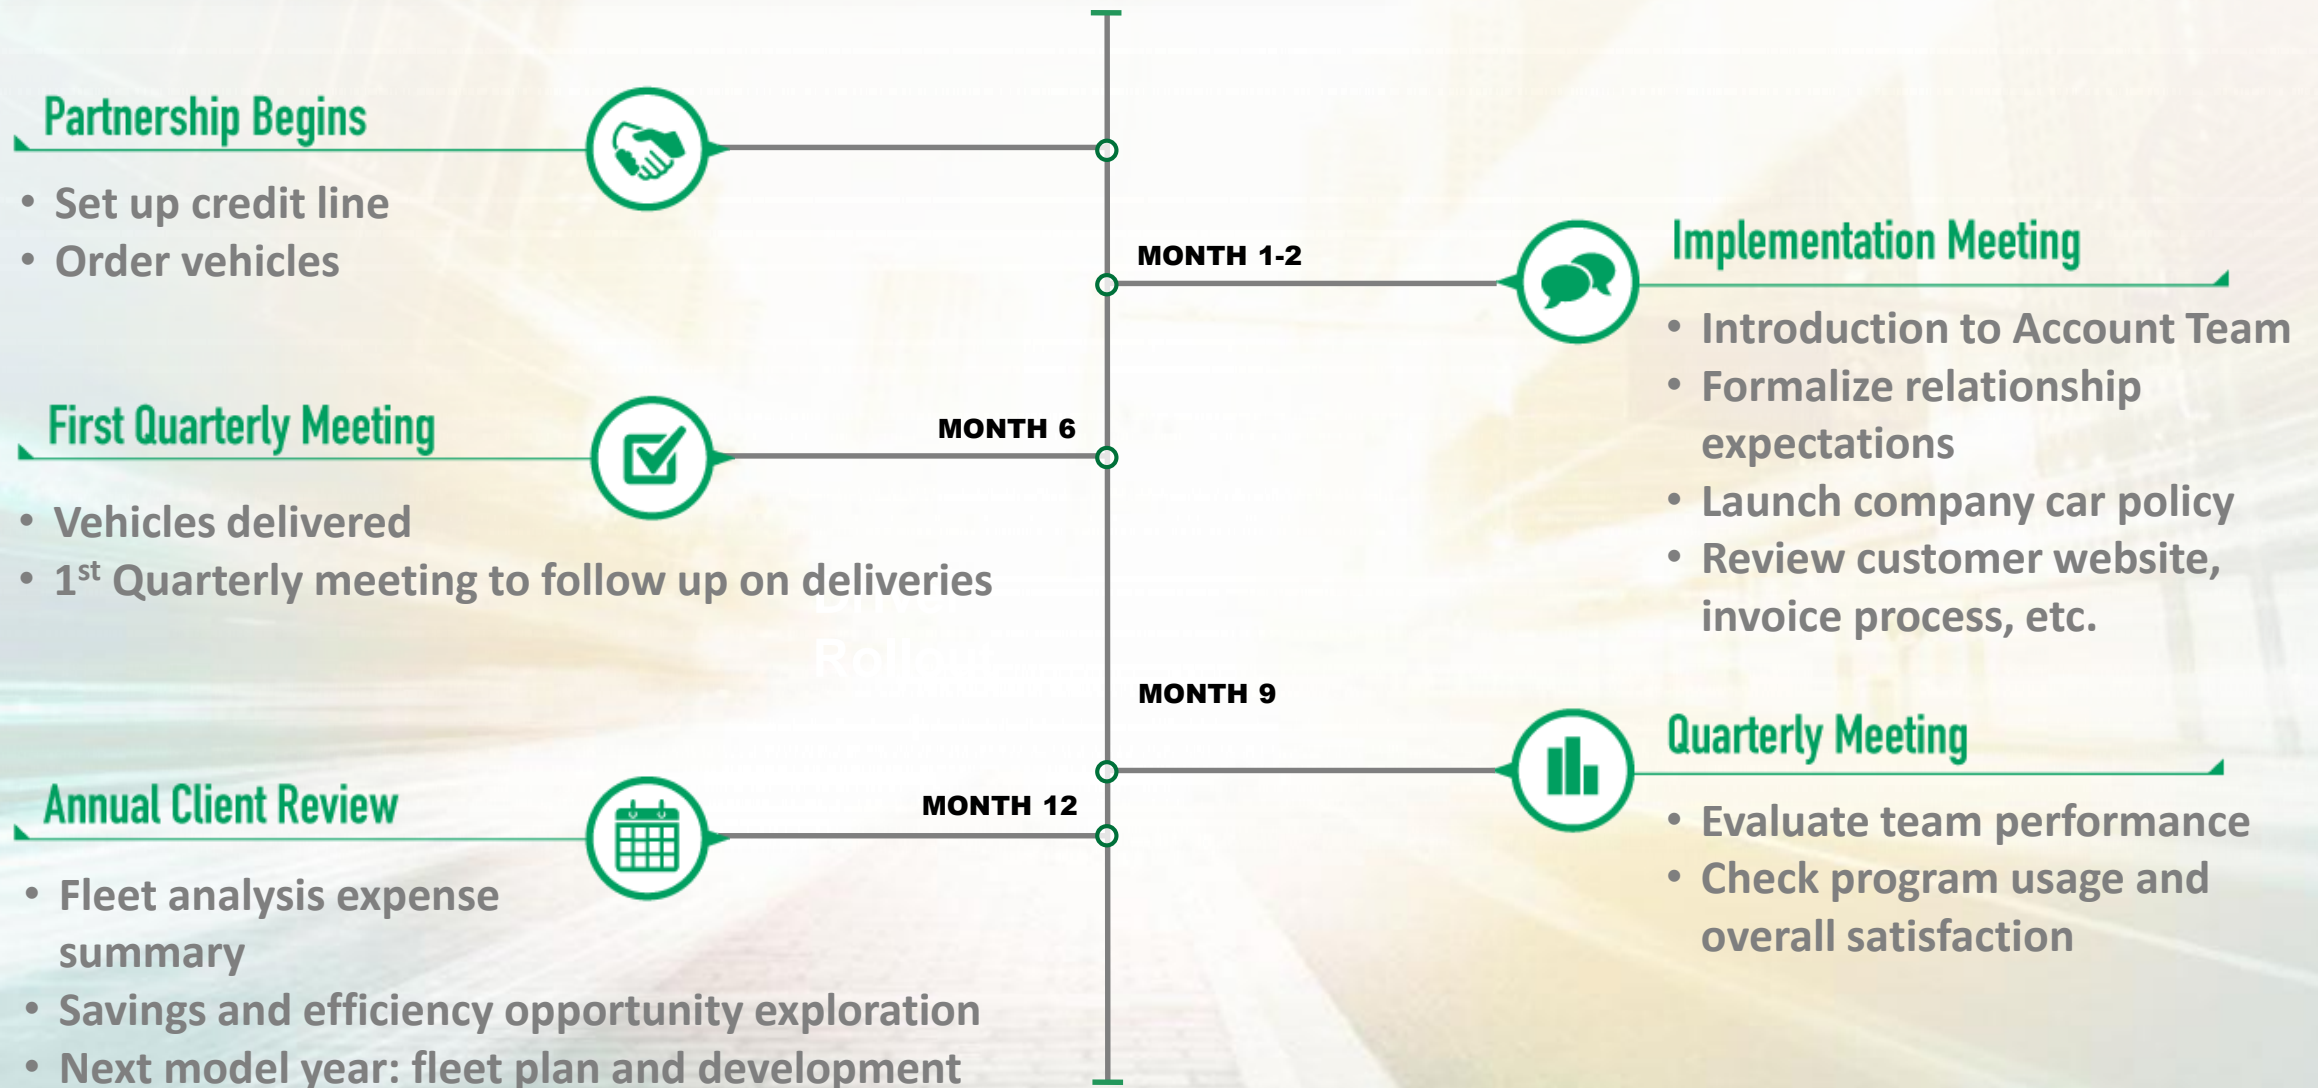 Partnership Begins
• Set up credit line
• Order vehicles
MONTH 1-2
Implementation Meeting
• Introduction to Account Team
• Formalize relationship
expectations
• Launch company car policy
• Review customer website,
invoice process, etc.
MONTH 6
First Quarterly Meeting
• Vehicles delivered
• 1st Quarterly meeting to follow up on deliveries
Rollout
MONTH 9
Quarterly Meeting
• Evaluate team performance
• Check program usage and
overall satisfaction
MONTH 12
Annual Client Review
• Fleet analysis expense
summary
• Savings and efficiency opportunity exploration
• Next model year: fleet plan and development